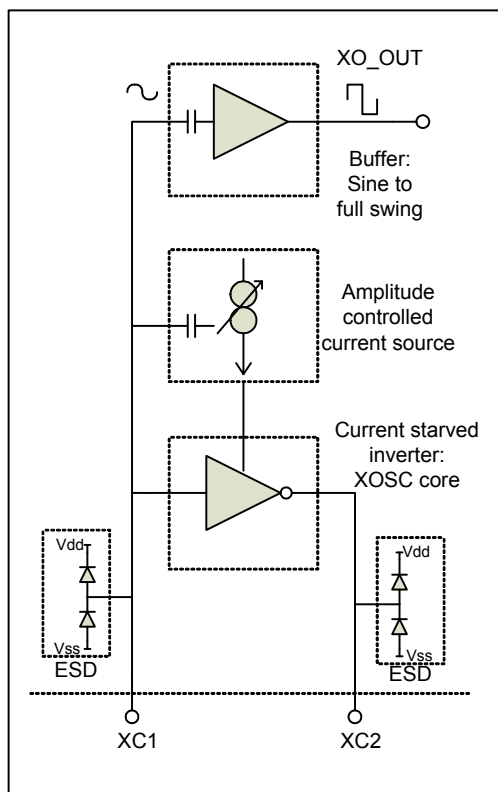 XO_OUT
Buffer:
Sine to
full swing
Amplitude
controlled
current source
Current starved
inverter:
XOSC core
Vdd
Vss
ESD
Vdd
Vss
ESD
XC1
XC2